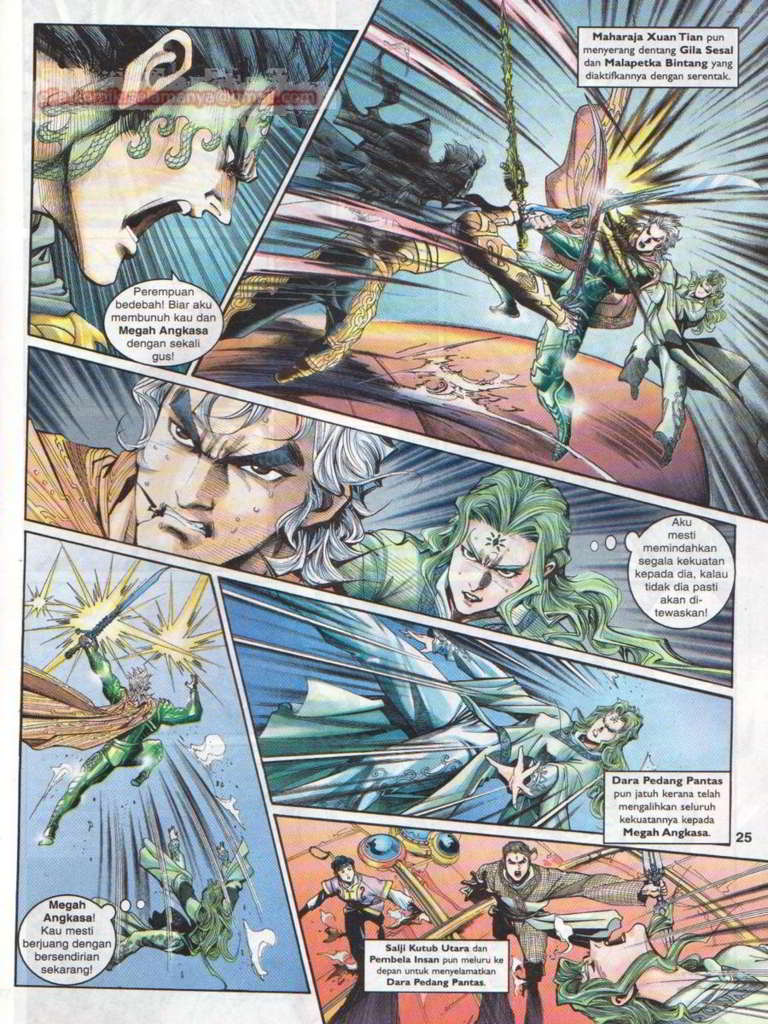 Maharaja Xuan Tian pun
menyerang dentang Gila Sesal
dan Malapetka Bintang yang
diaktifkannya dengan serentak.
Perempuan
bedebah! Biar aku
membunuh kau dan
Megah Angkasa
dengan sekali
gus!
Aku
mesti
memindahkan
segala kekuatan
kepada dia, kalau
tidak dia pasti
akan di-
tewaskan!
Dara Pedang Pantas
pun jatuh kerana telah
mengalihkan seluruh
kekuatannya kepada
Megah Angkasa.
25
Megah
Angkasa!
Kau mesti
berjuang dengan
bersendirian
sekarang!
Salji Kutub Utara dan
Pembela Insan pun meluru ke
depan untuk menyelamatkan
Dara Pedang Pantas.